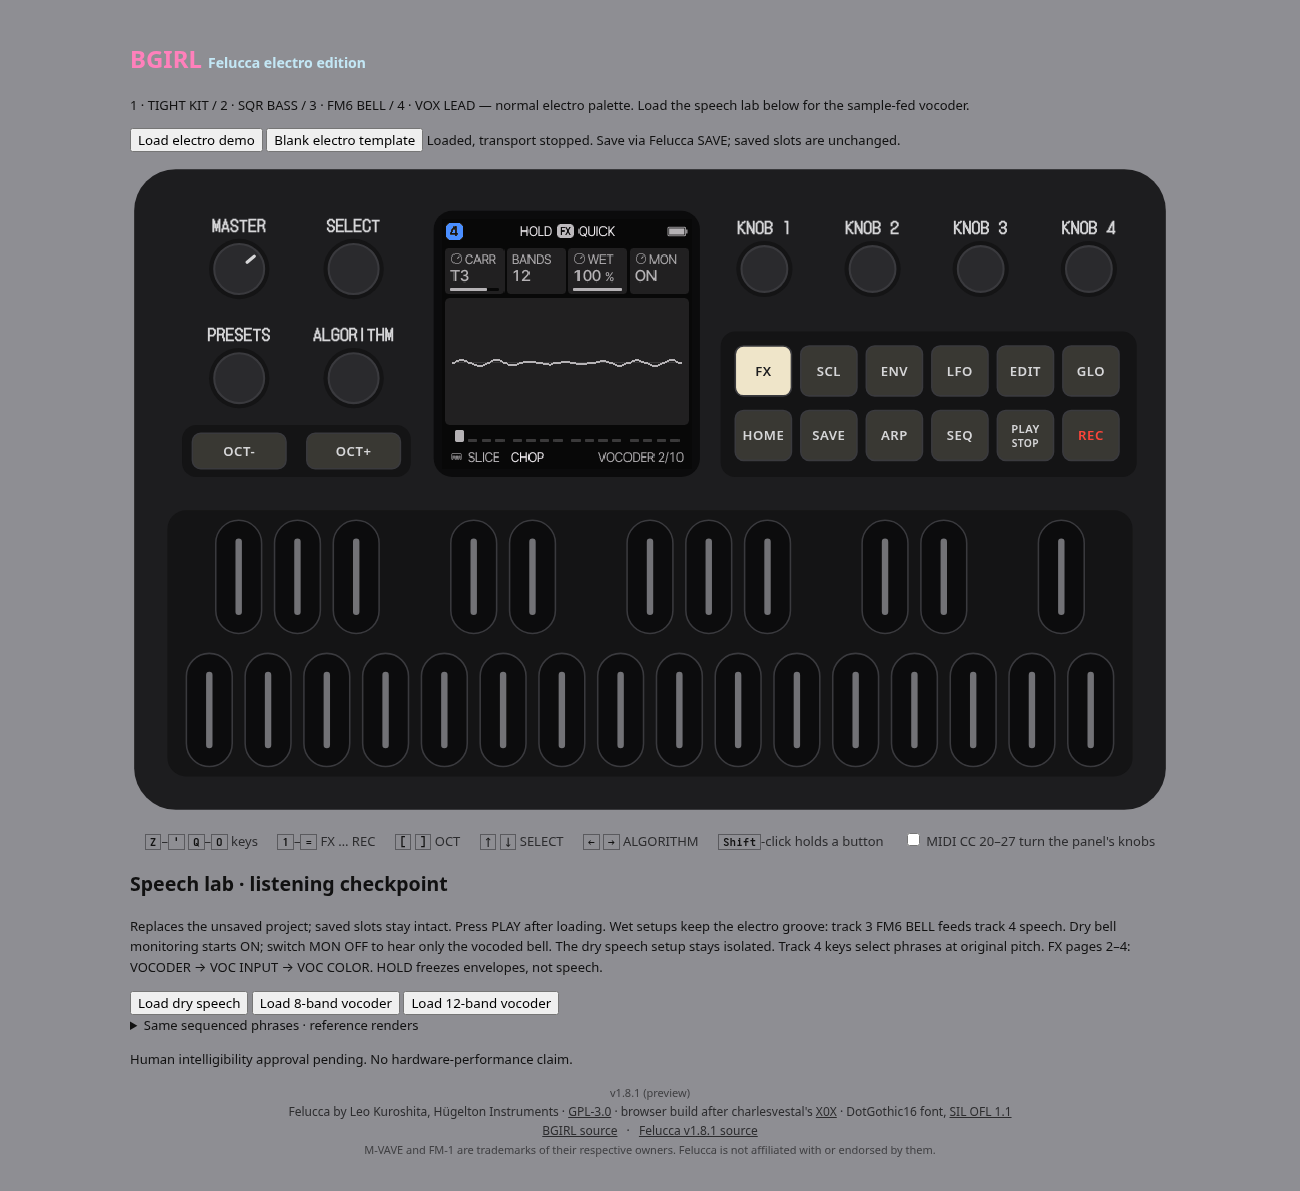 BGIRL Felucca electro edition
1 · TIGHT KIT / 2 · SQR BASS / 3 · FM6 BELL / 4 · VOX LEAD — normal electro palette. Load the speech lab below for the sample-fed vocoder.
Load electro demo Blank electro template Loaded, transport stopped. Save via Felucca SAVE; saved slots are unchanged.
MASTER SELECT
4 HOLD FX QUICK
KNOB 1 KNOB 2 KNOB 3 KNOB 4
CARR BANDS WET MON
T3 12 100 % ON
PRESETS ALGORITHM
FX SCL ENV LFO EDIT GLO
HOME SAVE ARP SEQ PLAY STOP REC
OCT- OCT+
SLICE CHOP VOCODER 2/10
Z – ' Q – O keys 1 – = FX … REC [ ] OCT ↑ ↓ SELECT ← → ALGORITHM Shift-click holds a button MIDI CC 20–27 turn the panel's knobs
Speech lab · listening checkpoint
Replaces the unsaved project; saved slots stay intact. Press PLAY after loading. Wet setups keep the electro groove: track 3 FM6 BELL feeds track 4 speech. Dry bell
monitoring starts ON; switch MON OFF to hear only the vocoded bell. The dry speech setup stays isolated. Track 4 keys select phrases at original pitch. FX pages 2–4:
VOCODER → VOC INPUT → VOC COLOR. HOLD freezes envelopes, not speech.
Load dry speech Load 8-band vocoder Load 12-band vocoder
▶ Same sequenced phrases · reference renders
Human intelligibility approval pending. No hardware-performance claim.
v1.8.1 (preview)
Felucca by Leo Kuroshita, Hügelton Instruments · GPL-3.0 · browser build after charlesvestal's X0X · DotGothic16 font, SIL OFL 1.1
BGIRL source · Felucca v1.8.1 source
M-VAVE and FM-1 are trademarks of their respective owners. Felucca is not affiliated with or endorsed by them.